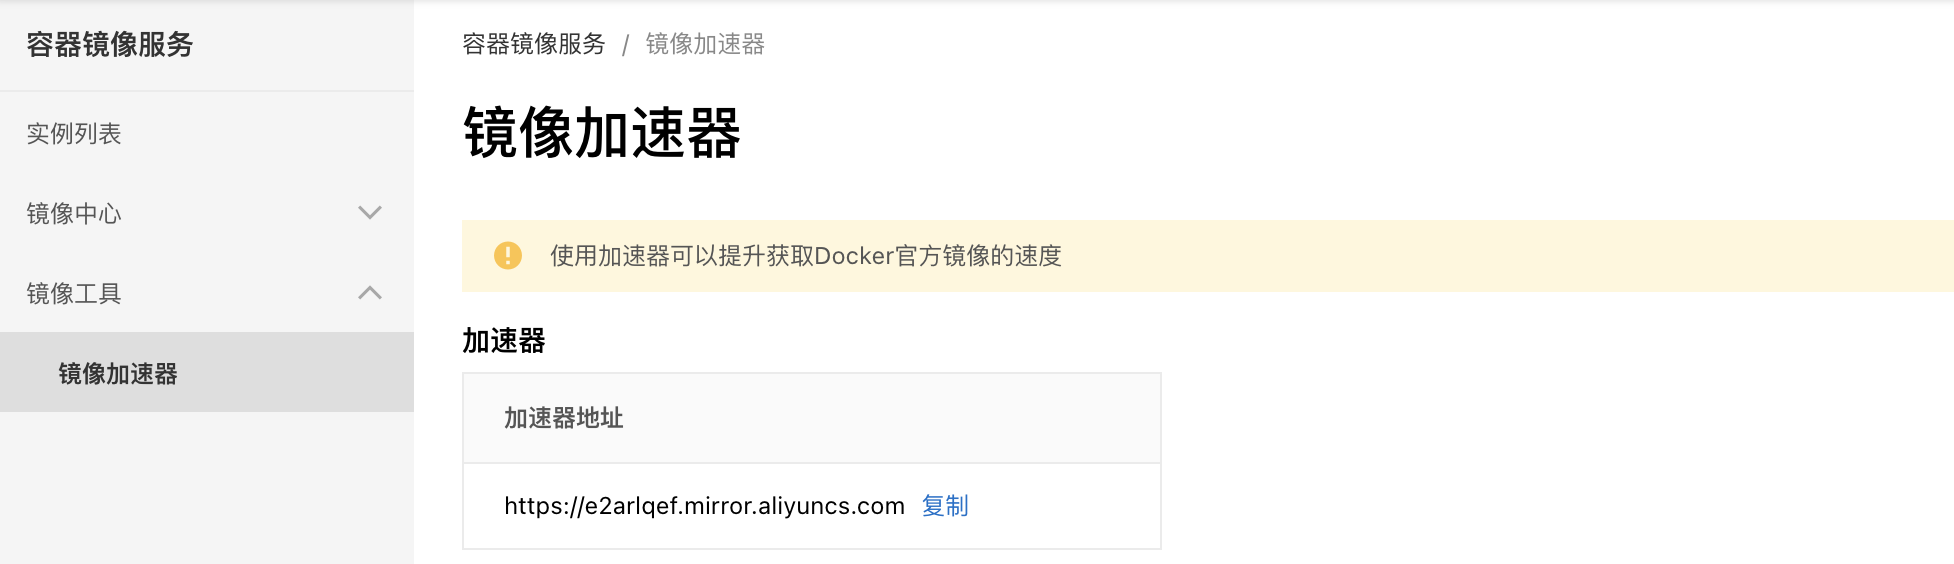 容器镜像服务
实例列表
镜像中心
镜像工具
镜像加速器
容器镜像服务 / 镜像加速器
镜像加速器
使用加速器可以提升获取Docker官方镜像的速度
加速器
加速器地址
https://e2arlqef.mirror.aliyuncs.com 复制